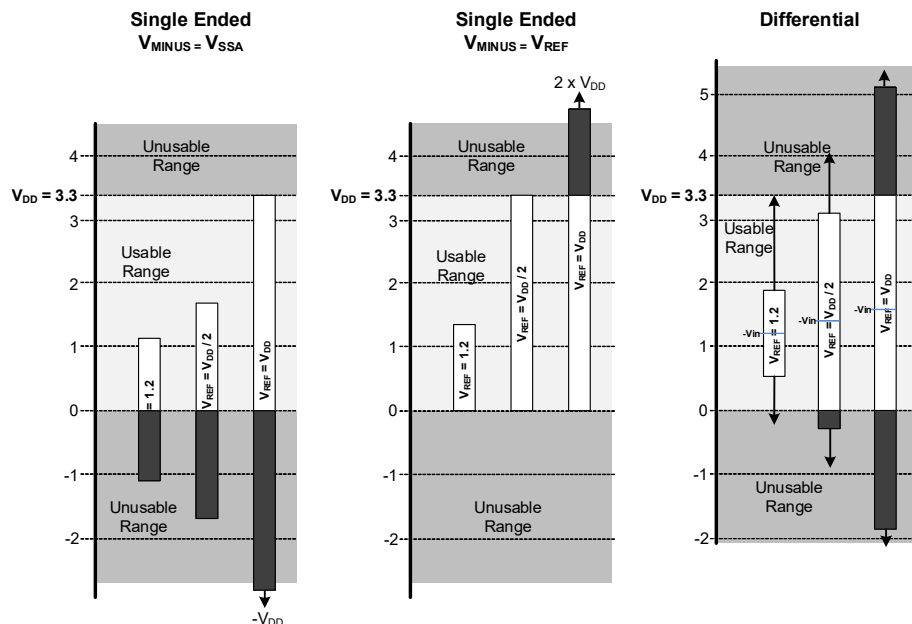 Single Ended
VMINUS = VSSA
4
VDD = 3.3
3
2
1
0
-1
-2
Unusable
Range
Usable
Range
= 1.2
VREF = VDD / 2
VREF = VDD
Unusable
Range
-VDD
Single Ended
VMINUS = VREF
2 x VDD
4
VDD = 3.3
3
2
1
0
-1
-2
Unusable
Range
Usable
Range
VREF = 1.2
VREF = VDD / 2
VREF = VDD
Unusable
Range
Differential
5
4
VDD = 3.3
3
2
1
0
-1
-2
Unusable
Range
Usable
Range
-Vin
VREF = 1.2
-Vin
VREF = VDD / 2
-Vin
VREF = VDD
Unusable
Range